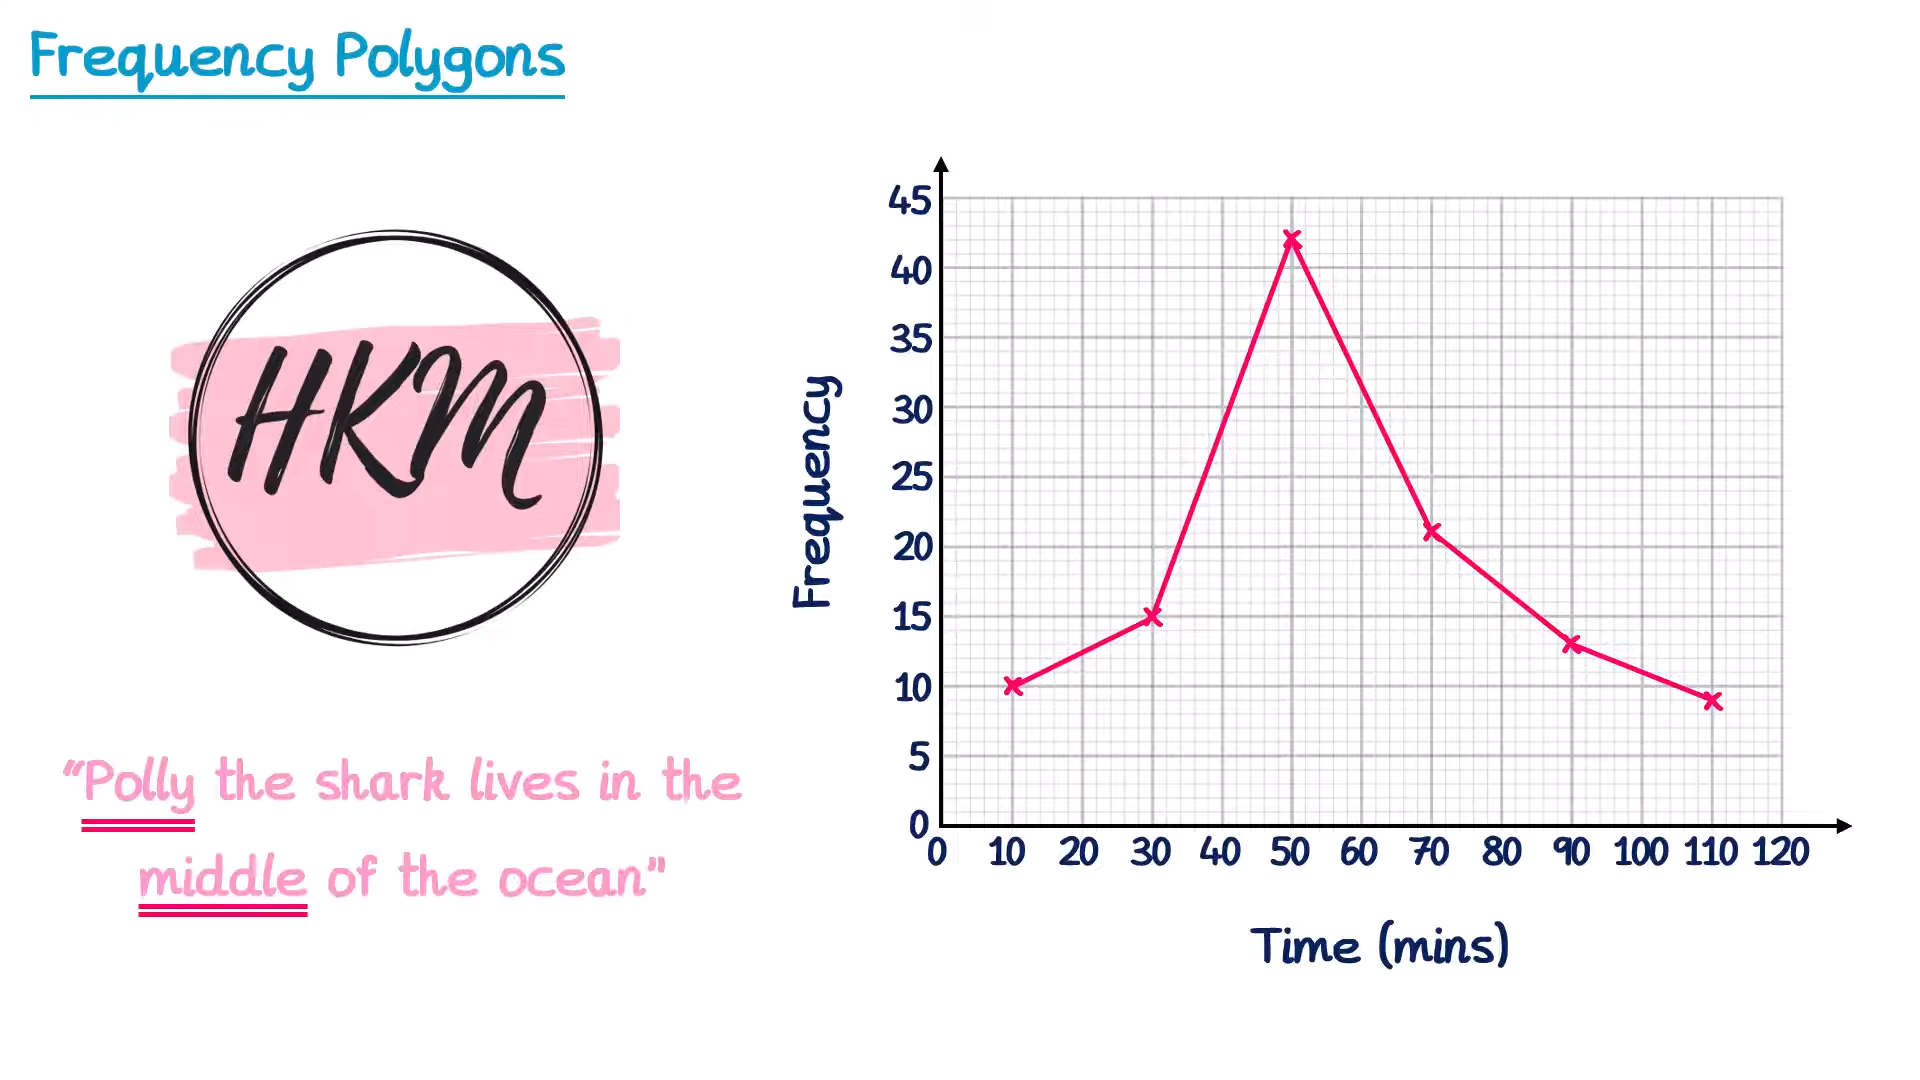 Frequency Polygons
HKM
"Polly the shark lives in the
middle of the ocean"
Frequency
45
40
35
30
25
20
15
10
5
0
0 10 20 30 40 50 60 70 80 90 100 110 120
Time (mins)